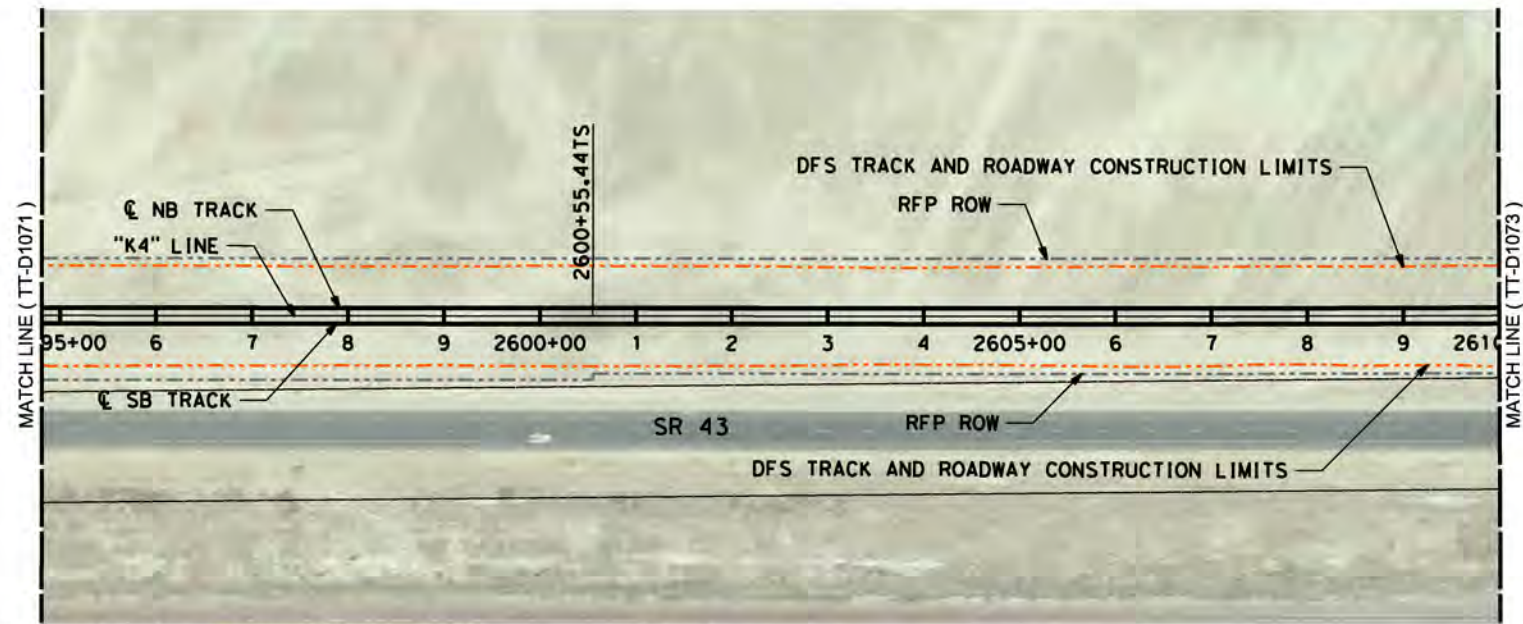 MATCH LINE ( TT-D1071 )
2600+55.44TS
DFS TRACK AND ROADWAY CONSTRUCTION LIMITS
RFP ROW
℄ NB TRACK
"K4" LINE
95+00 6 7 8 9 2600+00 1 2 3 4 2605+00 6 7 8 9 2610
℄ SB TRACK
SR 43
RFP ROW
DFS TRACK AND ROADWAY CONSTRUCTION LIMITS
MATCH LINE ( TT-D1073 )